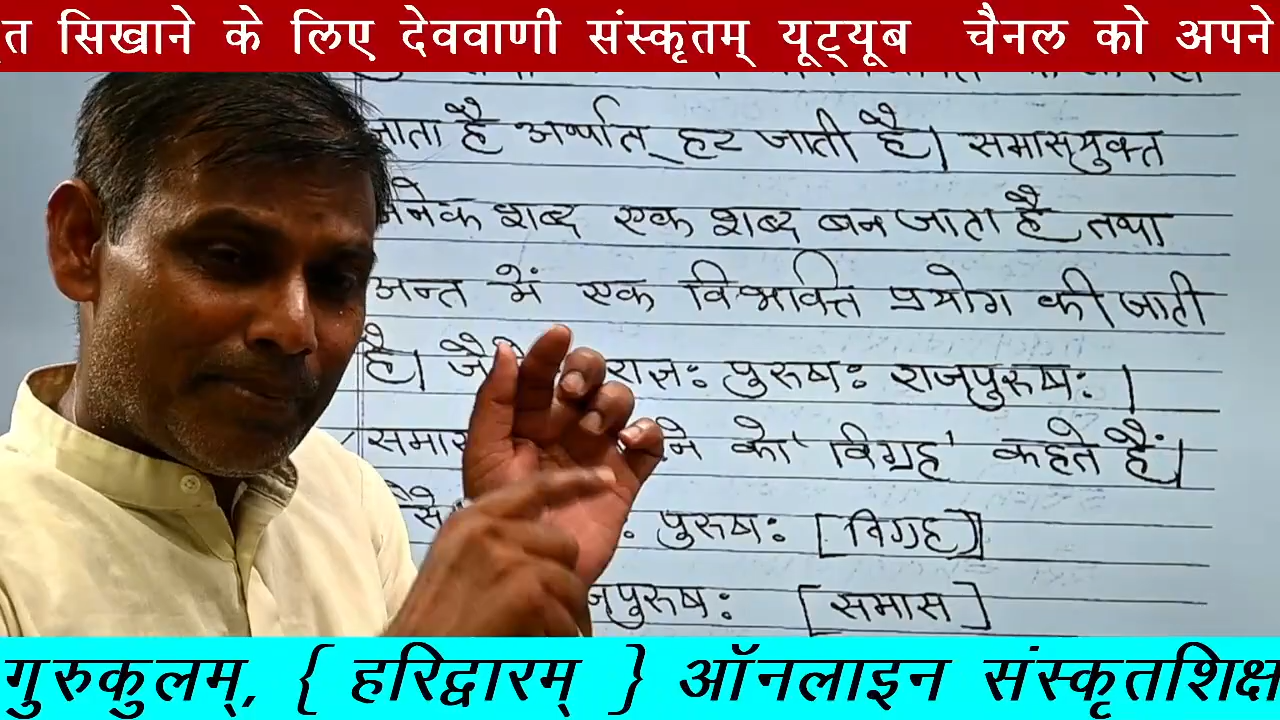 सिखाने के लिए देववाणी संस्कृतम् यूट्यूब चैनल को अपने
जाता है अर्थात् हट जाती है। समासयुक्त
अनेक शब्द एक शब्द बन जाता है तथा
अन्त में एक विभक्ति प्रयोग की जाती
है। राज्ञः पुरुषः राजपुरुषः।
को 'विग्रह' कहते हैं।
पुरुषः [विग्रह]
जपुरुषः [समास]
गुरुकुलम्, { हरिद्वारम् } ऑनलाइन संस्कृतशिक्ष